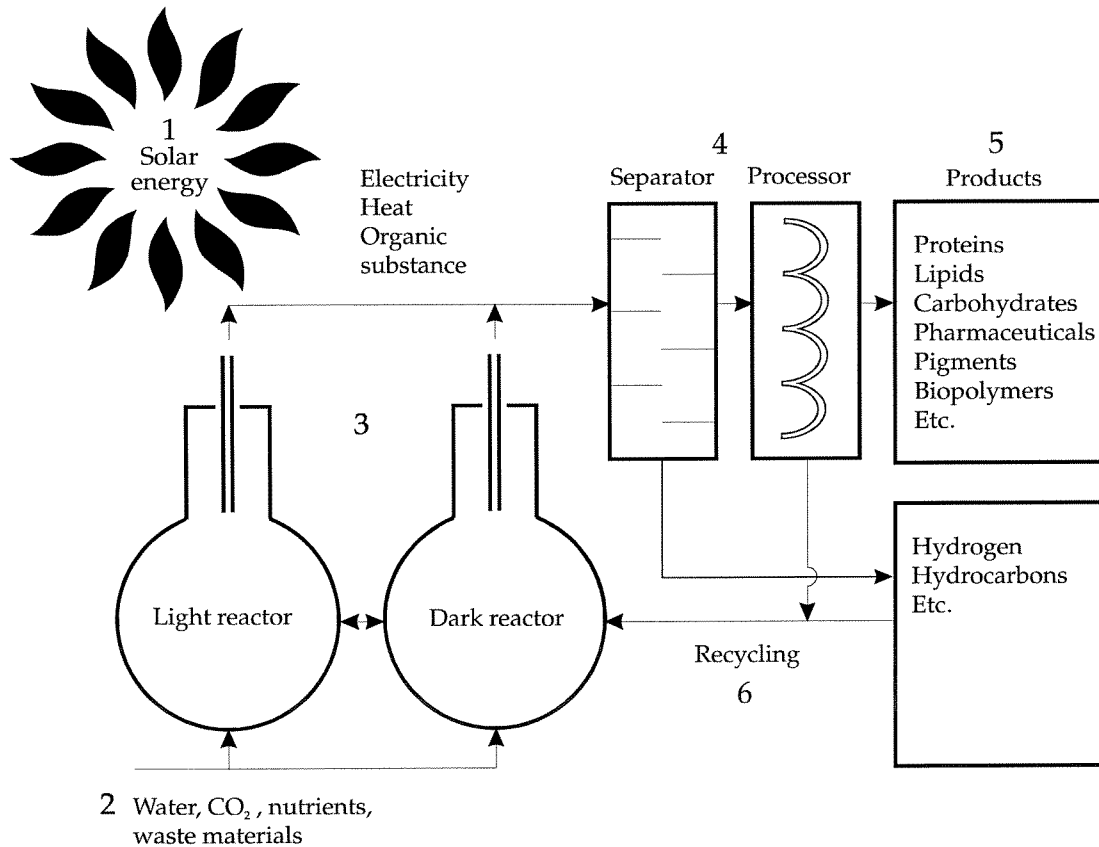 1
Solar
energy
Electricity
Heat
Organic
substance
4
Separator
Processor
5
Products
Proteins
Lipids
Carbohydrates
Pharmaceuticals
Pigments
Biopolymers
Etc.
3
Light reactor
Dark reactor
Hydrogen
Hydrocarbons
Etc.
Recycling
6
2 Water, CO₂ , nutrients,
waste materials